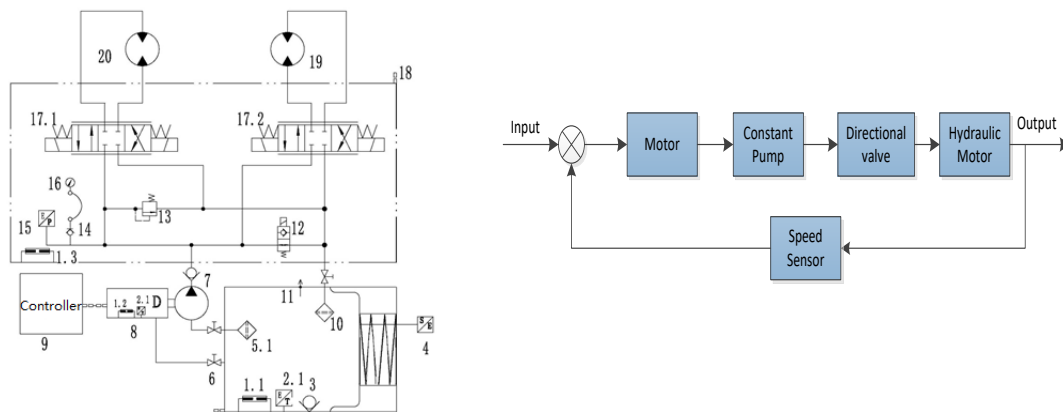 20
19
18
17.1
17.2
16
E
P
15
14
13
12
1.3
7
11
Controller
1.2
2.1
D
10
S
E
9
8
5.1
4
6
1.1
2.1
E
T
3
Input
Motor
Constant
Pump
Directional
valve
Hydraulic
Motor
Output
Speed
Sensor